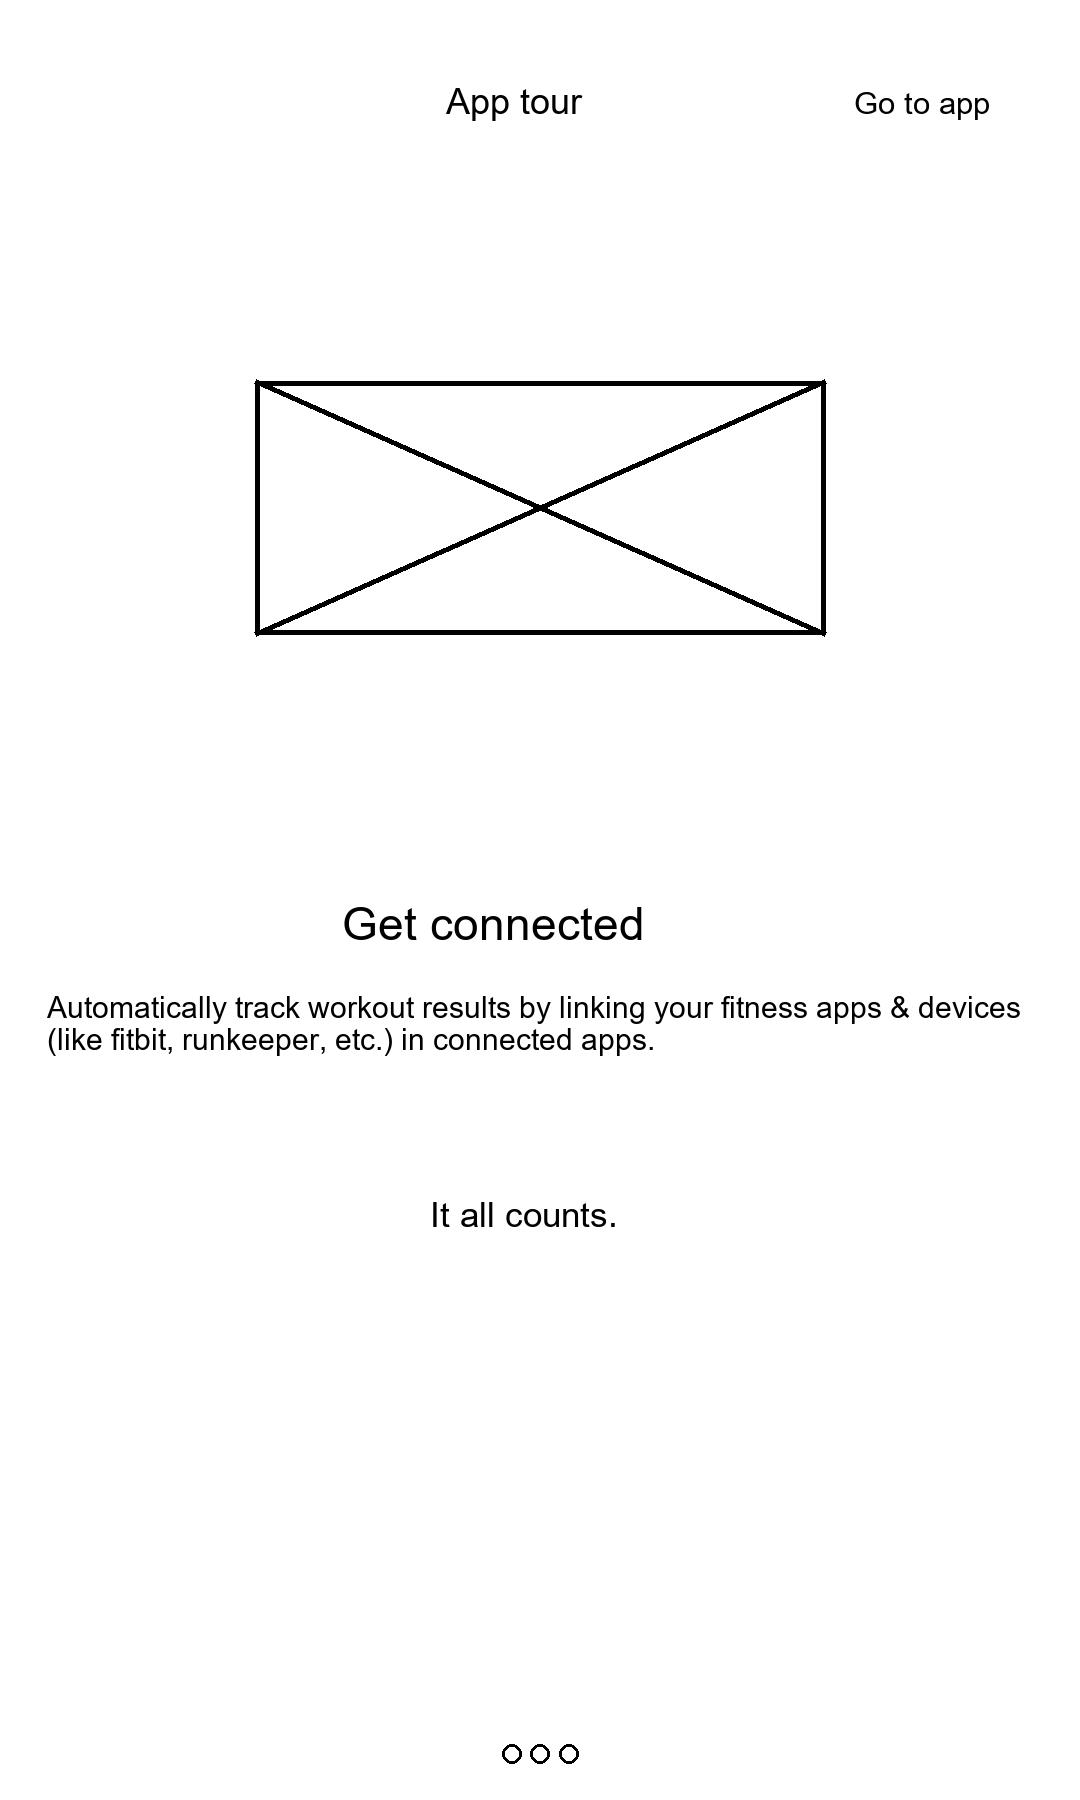 App tour
Go to app
Get connected
Automatically track workout results by linking your fitness apps & devices
(like fitbit, runkeeper, etc.) in connected apps.
It all counts.